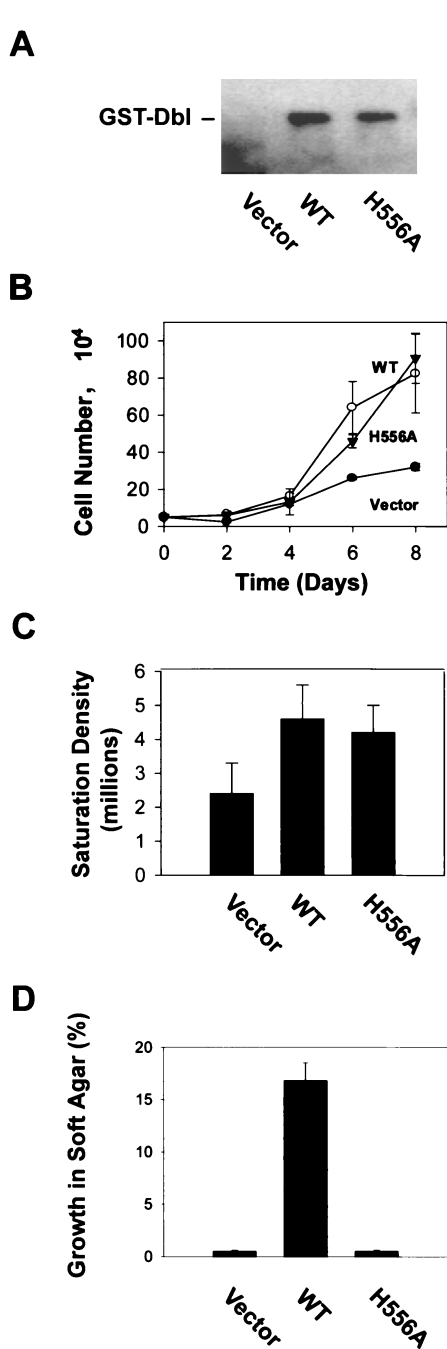 A
GST-Dbl –
Vector WT H556A
B
Cell Number, 10⁴
100
80
60
40
20
0
WT
H556A
Vector
0 2 4 6 8
Time (Days)
C
Saturation Density
(millions)
6
5
4
3
2
1
0
Vector WT H556A
D
Growth in Soft Agar (%)
20
15
10
5
0
Vector WT H556A